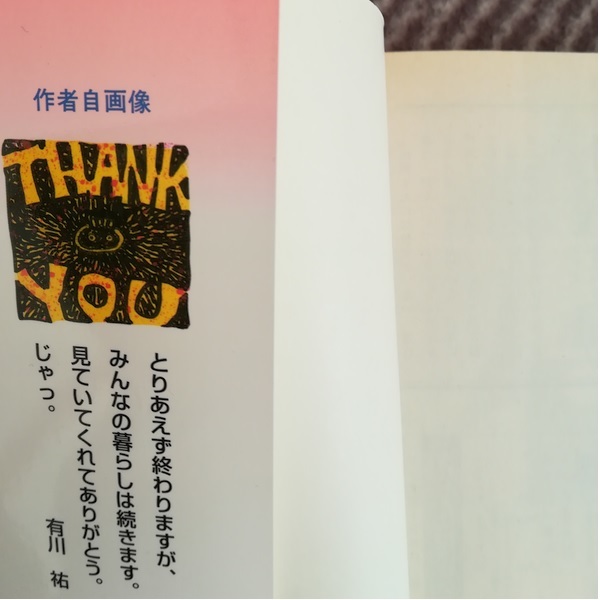 作者自画像
THANK
YOU
とりあえず終わりますが、
みんなの暮らしは続きます。
見ていてくれてありがとう。
じゃっ。
有川 祐